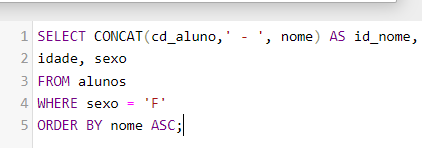 1 SELECT CONCAT(cd_aluno,' - ', nome) AS id_nome,
2 idade, sexo
3 FROM alunos
4 WHERE sexo = 'F'
5 ORDER BY nome ASC;